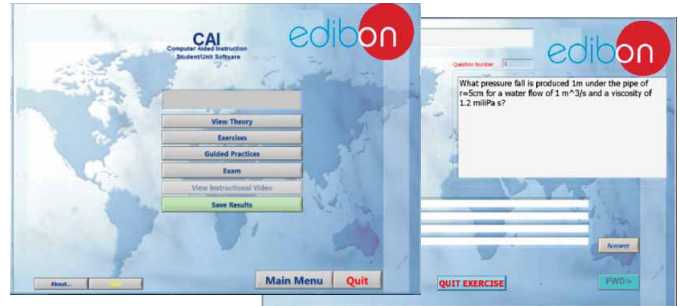 CAI
Computer Aided Instruction
Student/Unit Software
edibon
View Theory
Exercises
Guided Practices
Exam
View Instructional Video
Save Results
About...
Main Menu
Quit
edibon
Question Number
What pressure fall is produced 1m under the pipe of
r=5cm for a water flow of 1 m^3/s and a viscosity of
1.2 miliPa s?
Answer
QUIT EXERCISE
FWD>